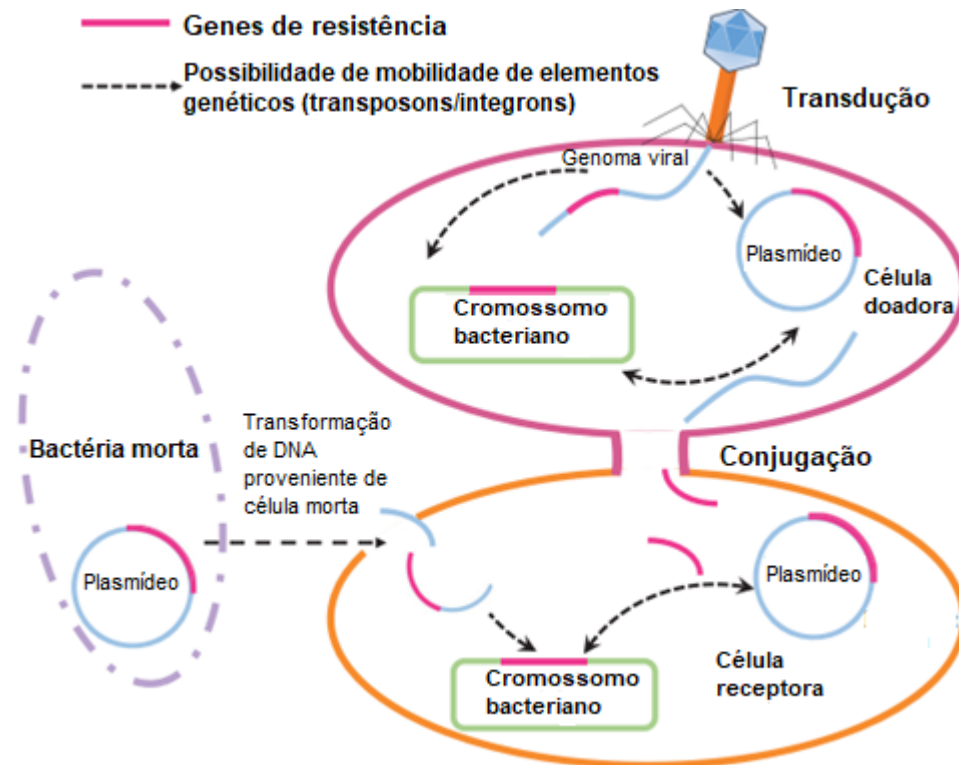 Genes de resistência
Possibilidade de mobilidade de elementos
genéticos (transposons/integrons)
Transdução
Genoma viral
Plasmídeo
Célula
doadora
Cromossomo
bacteriano
Bactéria morta
Transformação
de DNA
proveniente de
célula morta
Conjugação
Plasmídeo
Plasmídeo
Célula
receptora
Cromossomo
bacteriano